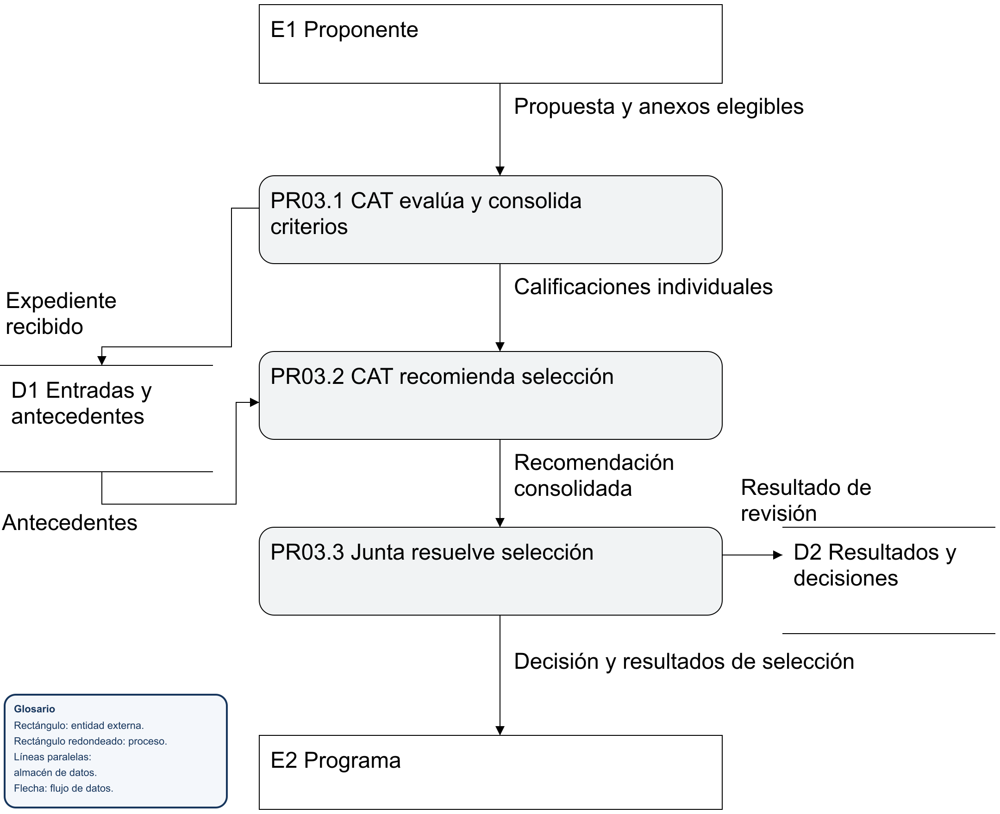 E1 Proponente
Propuesta y anexos elegibles
PR03.1 CAT evalúa y consolida
criterios
Calificaciones individuales
Expediente
recibido
PR03.2 CAT recomienda selección
D1 Entradas y
antecedentes
Recomendación
consolidada
Resultado de
revisión
Antecedentes
PR03.3 Junta resuelve selección
D2 Resultados y
decisiones
Decisión y resultados de selección
Glosario
Rectángulo: entidad externa.
Rectángulo redondeado: proceso.
Líneas paralelas:
almacén de datos.
Flecha: flujo de datos.
E2 Programa